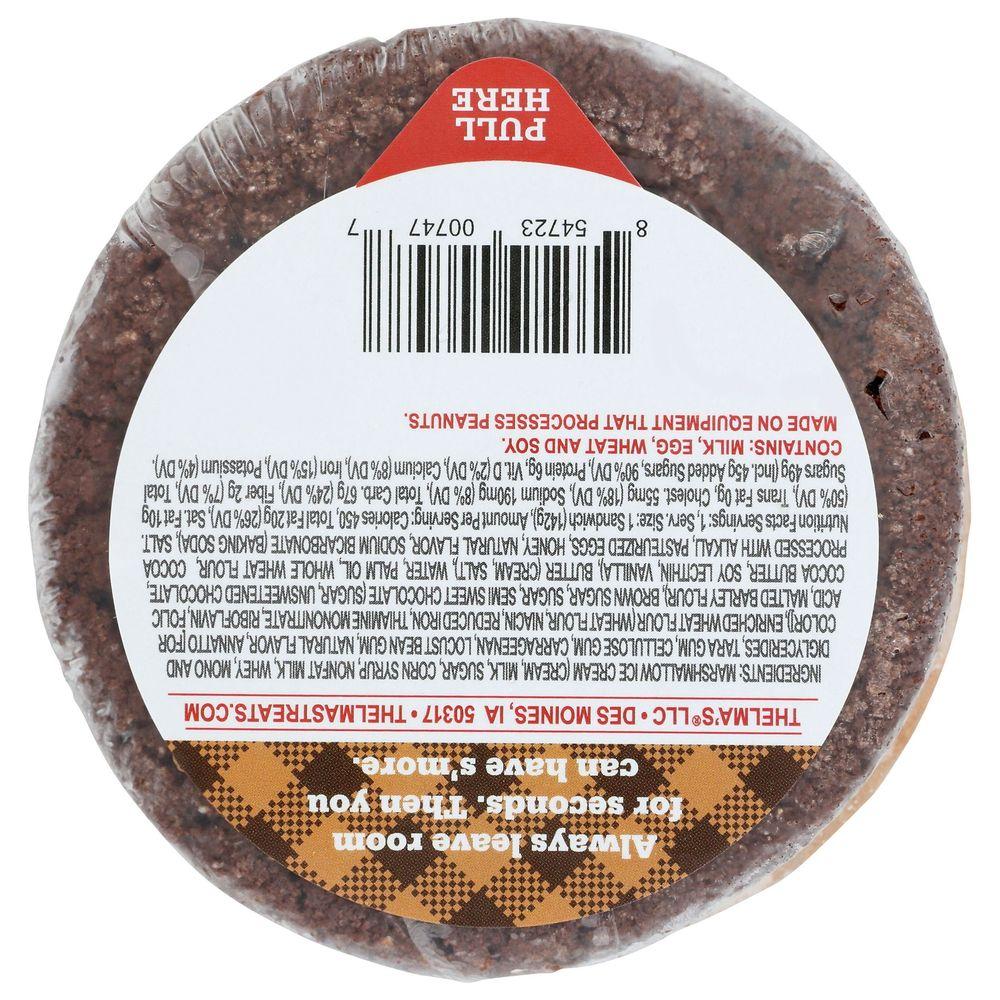 Always leave room
for seconds. Then you
can have s'more.
THELMA'S® LLC • DES MOINES, IA 50317 • THELMASTREATS.COM
INGREDIENTS: MARSHMALLOW ICE CREAM (CREAM, MILK, SUGAR, CORN SYRUP, NONFAT MILK, WHEY, MONO AND
DIGLYCERIDES, TARA GUM, CELLULOSE GUM, CARRAGEENAN, LOCUST BEAN GUM, NATURAL FLAVOR, ANNATTO [FOR
COLOR]), ENRICHED WHEAT FLOUR (WHEAT FLOUR, NIACIN, REDUCED IRON, THIAMINE MONONITRATE, RIBOFLAVIN, FOLIC
ACID, MALTED BARLEY FLOUR), BROWN SUGAR, SUGAR, SEMI SWEET CHOCOLATE (SUGAR, UNSWEETENED CHOCOLATE,
COCOA BUTTER, SOY LECITHIN, VANILLA), BUTTER (CREAM, SALT), WATER, PALM OIL, WHOLE WHEAT FLOUR, COCOA
PROCESSED WITH ALKALI, PASTEURIZED EGGS, HONEY, NATURAL FLAVOR, SODIUM BICARBONATE (BAKING SODA), SALT.
Nutrition Facts Servings: 1, Serv. Size: 1 Sandwich (142g), Amount Per Serving: Calories 450, Total Fat 20g (26% DV), Sat. Fat 10g
(50% DV), Trans Fat 0g, Cholest. 55mg (18% DV), Sodium 190mg (8% DV), Total Carb. 67g (24% DV), Fiber 2g (7% DV), Total
Sugars 49g (Incl. 45g Added Sugars, 90% DV), Protein 6g, Vit. D (2% DV), Calcium (8% DV), Iron (15% DV), Potassium (4% DV).
CONTAINS: MILK, EGG, WHEAT AND SOY.
MADE ON EQUIPMENT THAT PROCESSES PEANUTS.
8 54723 00747 7
PULL
HERE